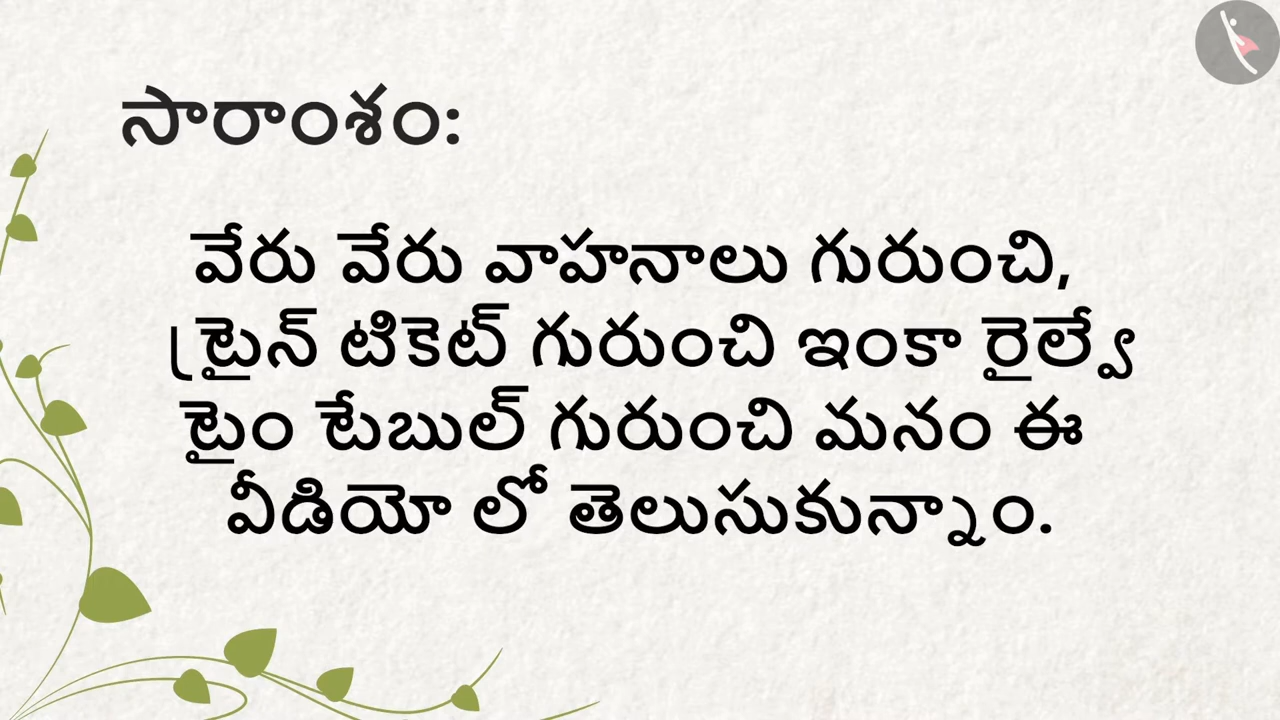 సారాంశం:
వేరు వేరు వాహనాలు గురుంచి,
ట్రైన్ టికెట్ గురుంచి ఇంకా రైల్వే
టైం టేబుల్ గురుంచి మనం ఈ
వీడియో లో తెలుసుకున్నాం.